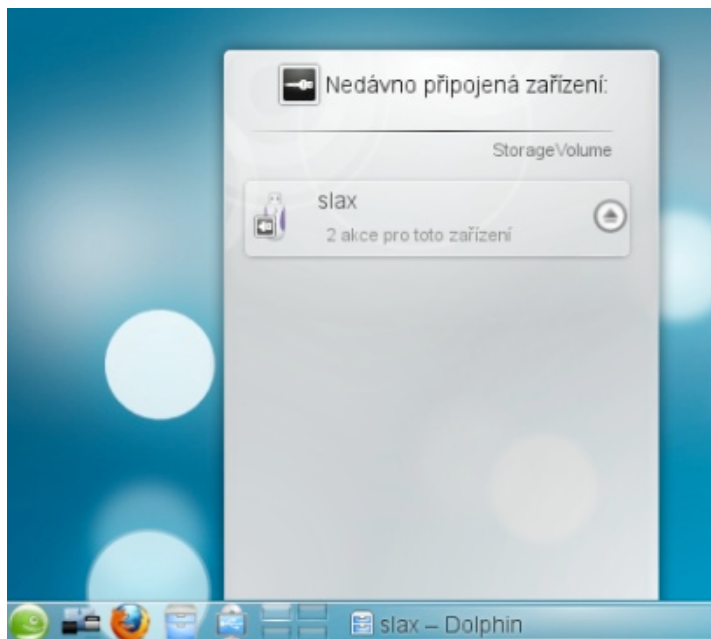 Nedávno připojená zařízení:
StorageVolume
slax
2 akce pro toto zařízení
slax – Dolphin